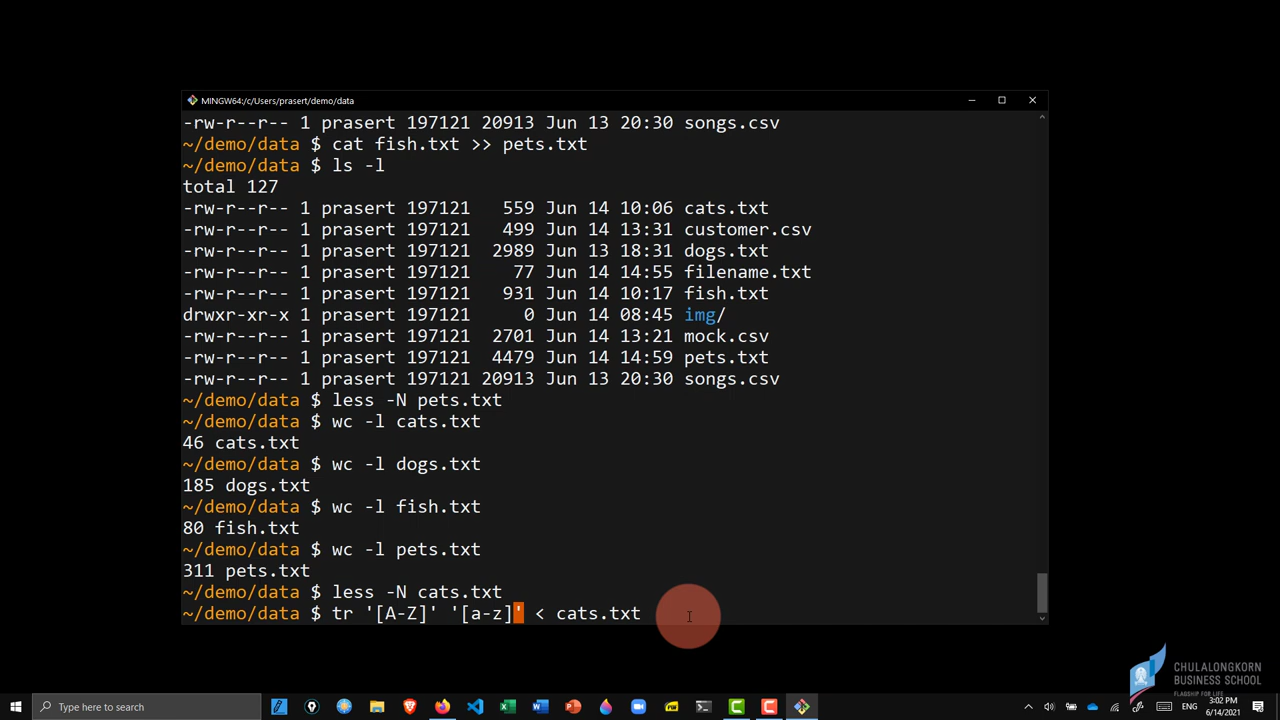 MINGW64:/c/Users/prasert/demo/data
-rw-r--r-- 1 prasert 197121 20913 Jun 13 20:30 songs.csv
~/demo/data $ cat fish.txt >> pets.txt
~/demo/data $ ls -l
total 127
-rw-r--r-- 1 prasert 197121   559 Jun 14 10:06 cats.txt
-rw-r--r-- 1 prasert 197121   499 Jun 14 13:31 customer.csv
-rw-r--r-- 1 prasert 197121  2989 Jun 13 18:31 dogs.txt
-rw-r--r-- 1 prasert 197121    77 Jun 14 14:55 filename.txt
-rw-r--r-- 1 prasert 197121   931 Jun 14 10:17 fish.txt
drwxr-xr-x 1 prasert 197121     0 Jun 14 08:45 img/
-rw-r--r-- 1 prasert 197121  2701 Jun 14 13:21 mock.csv
-rw-r--r-- 1 prasert 197121  4479 Jun 14 14:59 pets.txt
-rw-r--r-- 1 prasert 197121 20913 Jun 13 20:30 songs.csv
~/demo/data $ less -N pets.txt
~/demo/data $ wc -l cats.txt
46 cats.txt
~/demo/data $ wc -l dogs.txt
185 dogs.txt
~/demo/data $ wc -l fish.txt
80 fish.txt
~/demo/data $ wc -l pets.txt
311 pets.txt
~/demo/data $ less -N cats.txt
~/demo/data $ tr '[A-Z]' '[a-z]' < cats.txt
CHULALONGKORN
BUSINESS SCHOOL
FLAGSHIP FOR LIFE
Type here to search
ENG
3:02 PM
6/14/2021